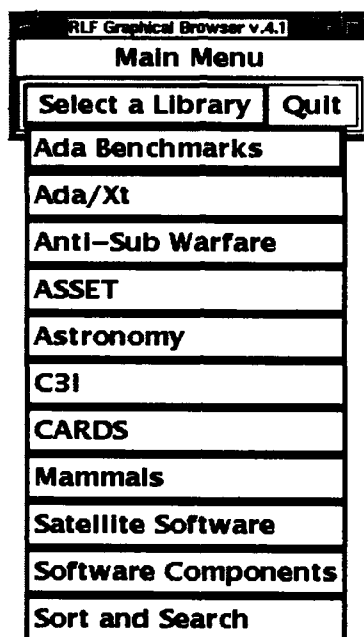 RLF Graphical Browser v.4.1
Main Menu
Select a Library Quit
Ada Benchmarks
Ada/Xt
Anti-Sub Warfare
ASSET
Astronomy
C3I
CARDS
Mammals
Satellite Software
Software Components
Sort and Search